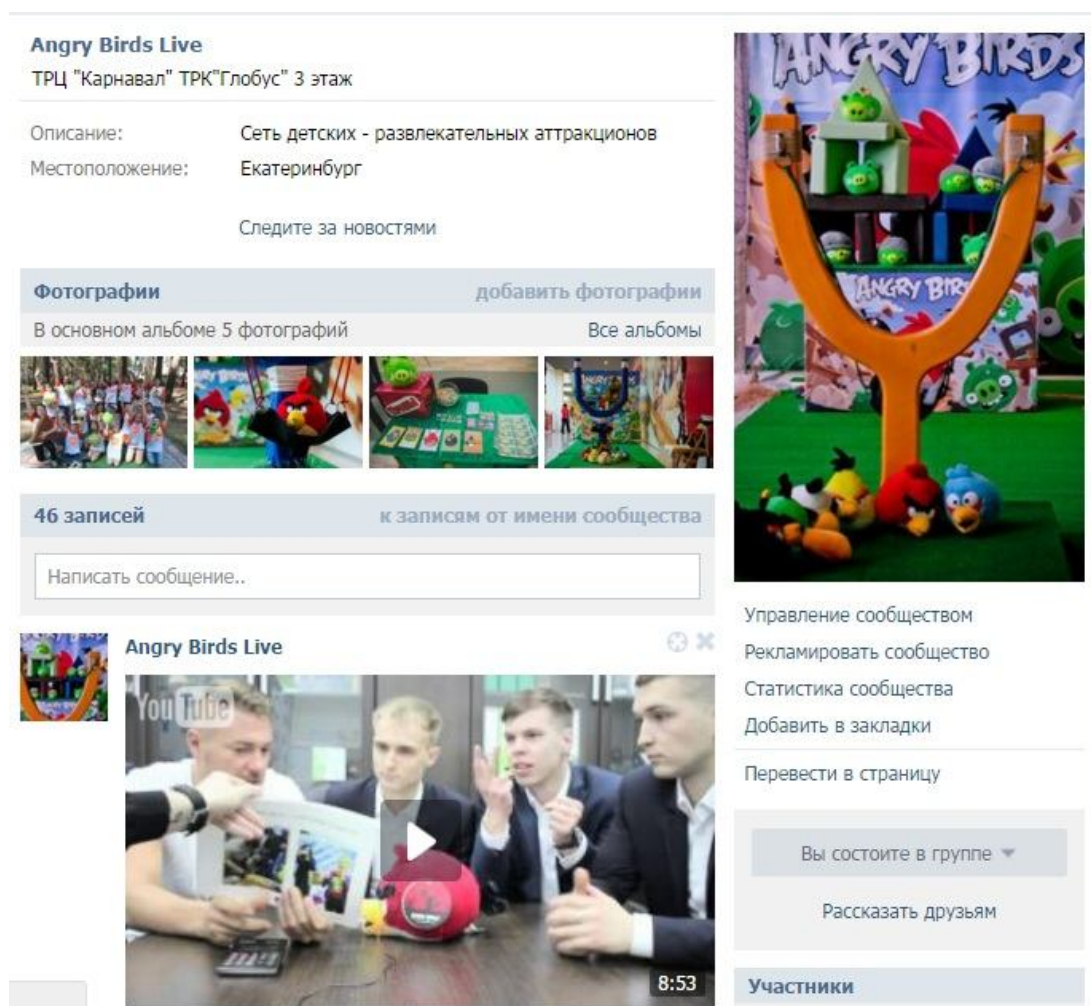 Angry Birds Live
ТРЦ "Карнавал" ТРК"Глобус" 3 этаж
Описание: Сеть детских - развлекательных аттракционов
Местоположение: Екатеринбург
Следите за новостями
Фотографии добавить фотографии
В основном альбоме 5 фотографий Все альбомы
46 записей к записям от имени сообщества
Написать сообщение..
Angry Birds Live
YouTube
8:53
ANGRY BIRDS
ANGRY BIRDS
Управление сообществом
Рекламировать сообщество
Статистика сообщества
Добавить в закладки
Перевести в страницу
Вы состоите в группе
Рассказать друзьям
Участники